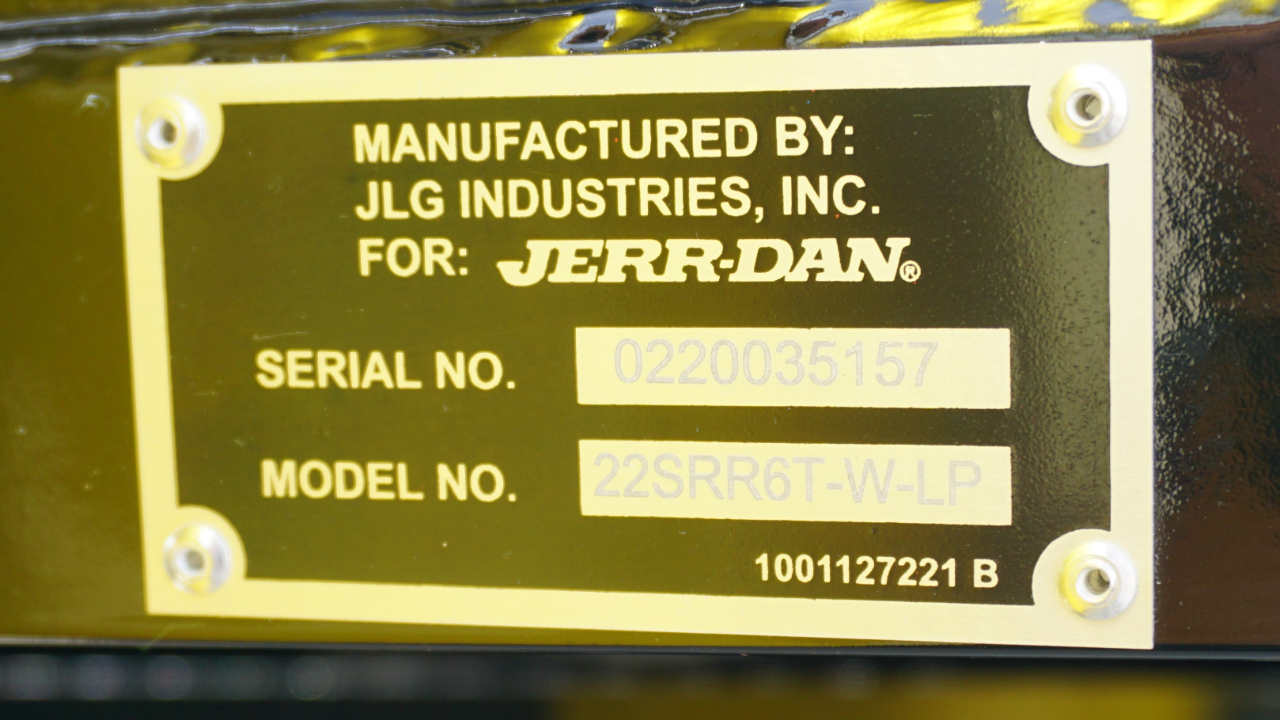 MANUFACTURED BY:
JLG INDUSTRIES, INC.
FOR: JERR-DAN®
SERIAL NO. 0220035157
MODEL NO. 22SRR6T-W-LP
1001127221 B